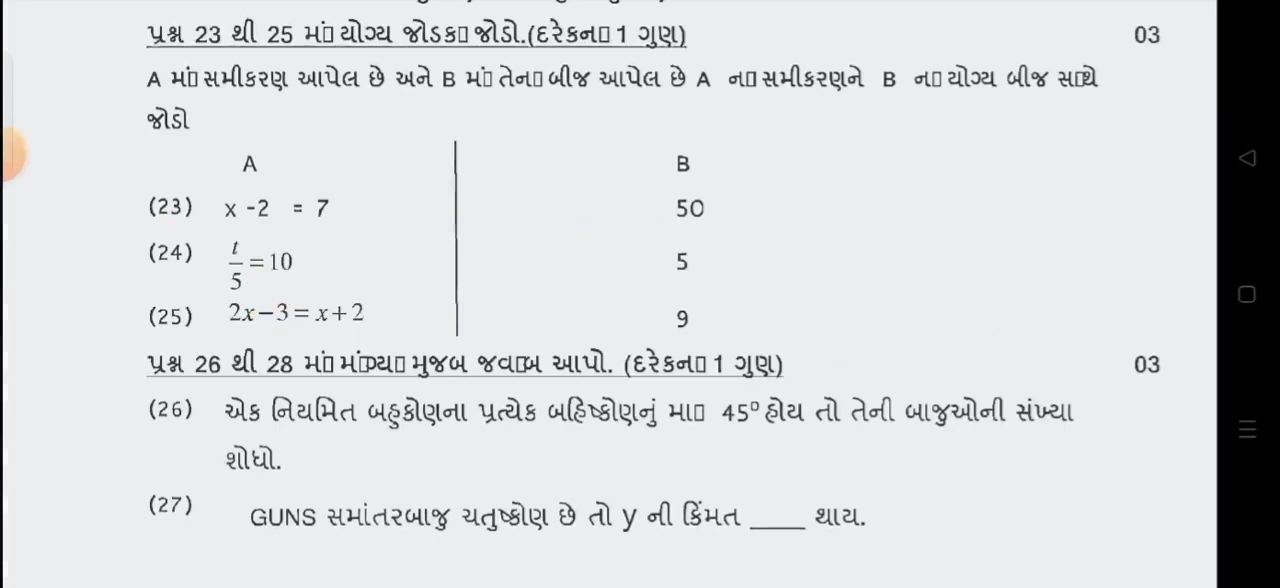 પ્રશ્ન 23 થી 25 માં યોગ્ય જોડકા જોડો.(દરેકના 1 ગુણ) 03
A માં સમીકરણ આપેલ છે અને B માં તેના બીજ આપેલ છે A ના સમીકરણને B ના યોગ્ય બીજ સાથે
જોડો
A B
(23) x -2 = 7 50
(24) t/5 = 10 5
(25) 2x−3 = x+2 9
પ્રશ્ન 26 થી 28 માં માંગ્યા મુજબ જવાબ આપો. (દરેકના 1 ગુણ) 03
(26) એક નિયમિત બહુકોણના પ્રત્યેક બહિષ્કોણનું માપ 45° હોય તો તેની બાજુઓની સંખ્યા
શોધો.
(27) GUNS સમાંતરબાજુ ચતુષ્કોણ છે તો y ની કિંમત ____ થાય.